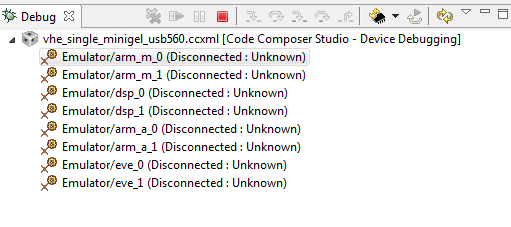 Debug
vhe_single_minigel_usb560.ccxml [Code Composer Studio - Device Debugging]
Emulator/arm_m_0 (Disconnected : Unknown)
Emulator/arm_m_1 (Disconnected : Unknown)
Emulator/dsp_0 (Disconnected : Unknown)
Emulator/dsp_1 (Disconnected : Unknown)
Emulator/arm_a_0 (Disconnected : Unknown)
Emulator/arm_a_1 (Disconnected : Unknown)
Emulator/eve_0 (Disconnected : Unknown)
Emulator/eve_1 (Disconnected : Unknown)